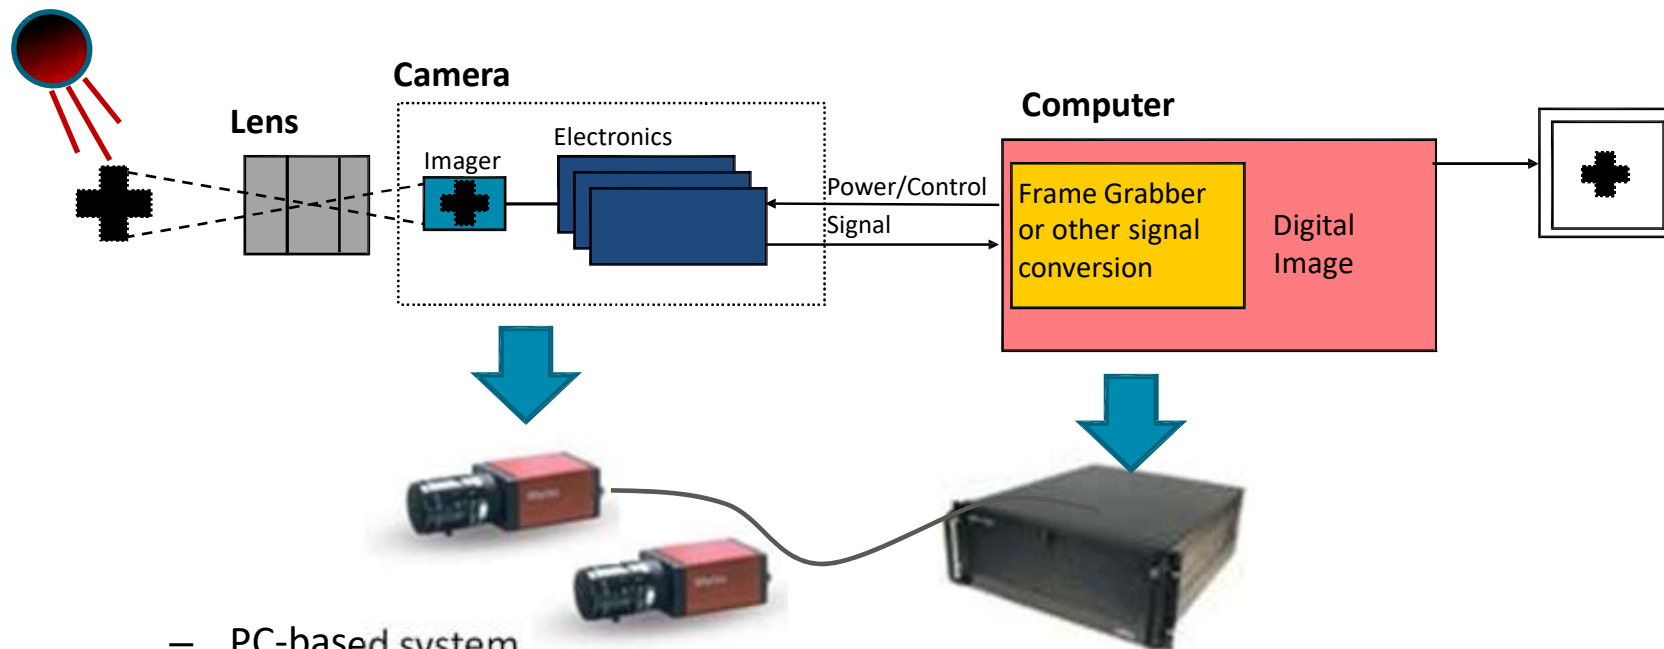 Camera
Computer
Lens
Electronics
Imager
Power/Control
Signal
Frame Grabber
or other signal
conversion
Digital
Image
– PC-based system